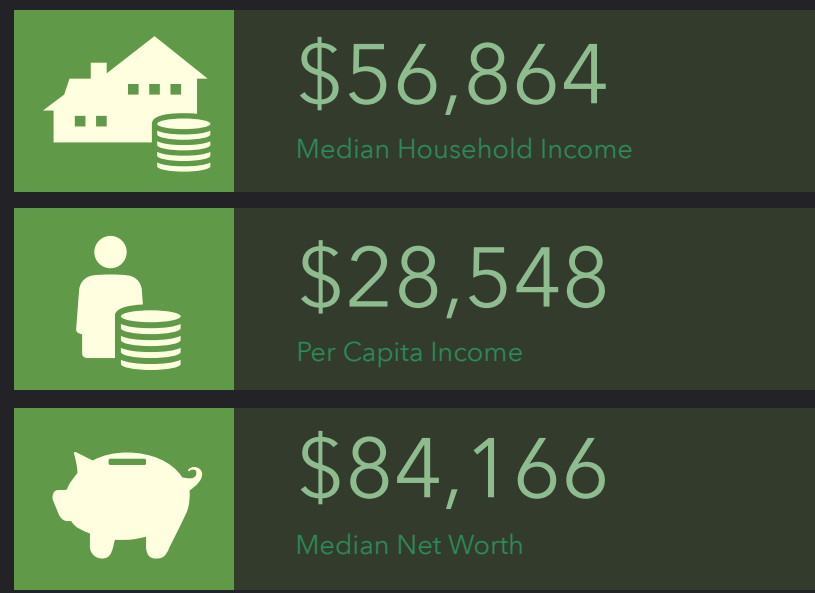 $56,864
Median Household Income
$28,548
Per Capita Income
$84,166
Median Net Worth